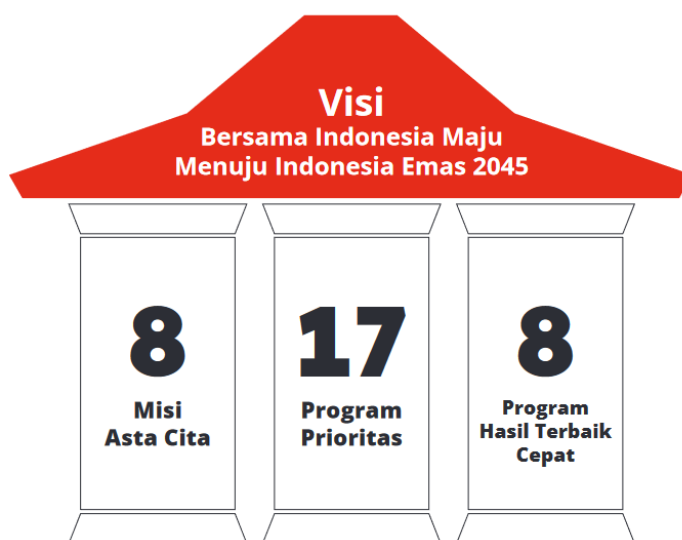 Visi
Bersama Indonesia Maju
Menuju Indonesia Emas 2045
8
Misi
Asta Cita
17
Program
Prioritas
8
Program
Hasil Terbaik
Cepat